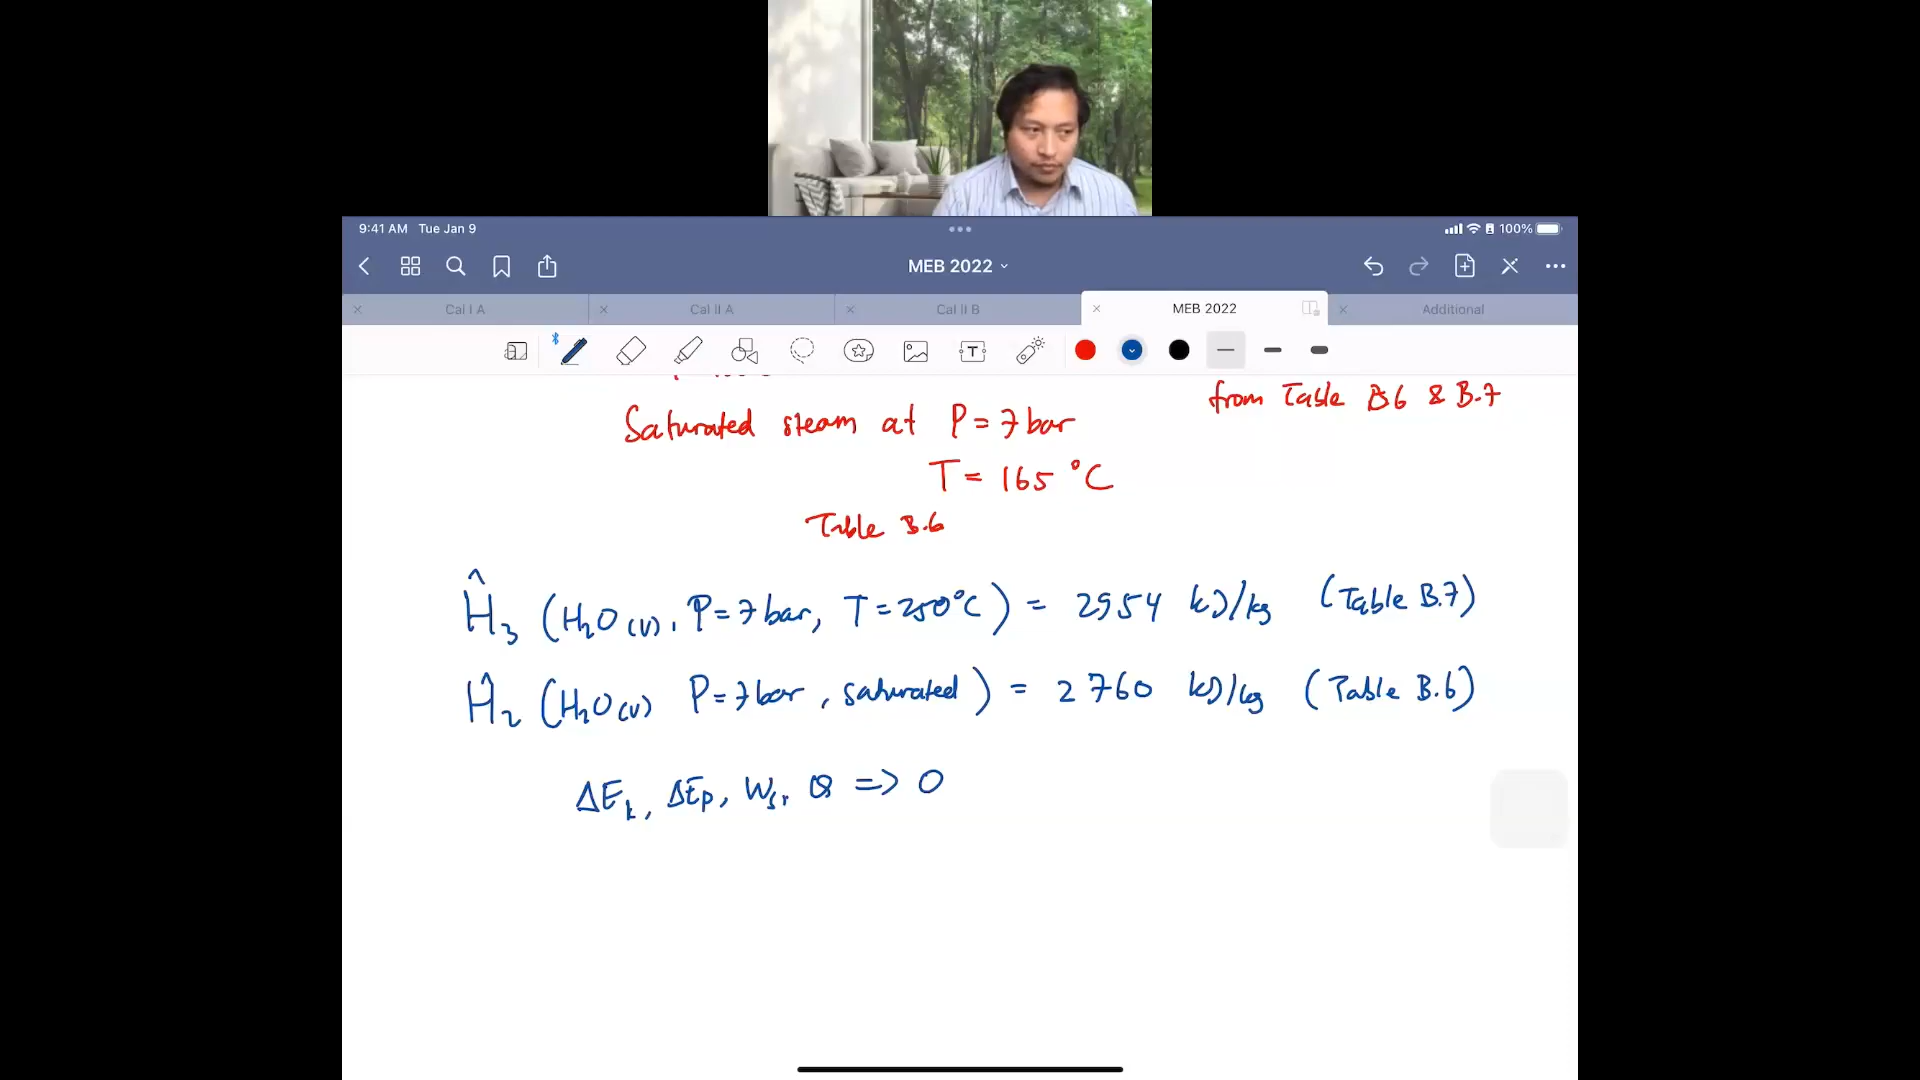 9:41 AM Tue Jan 9
100%
MEB 2022
Cal I A
Cal II A
Cal II B
MEB 2022
Additional
from Table B.6 & B.7
Saturated steam at P = 7 bar
T = 165 °C
Table B.6
Ĥ₃ (H₂O(v), P = 7 bar, T = 250°C) = 2954 kJ/kg (Table B.7)
Ĥ₂ (H₂O(v) P = 7 bar, saturated) = 2760 kJ/kg (Table B.6)
ΔEₖ, ΔEp, Ws, Q => 0